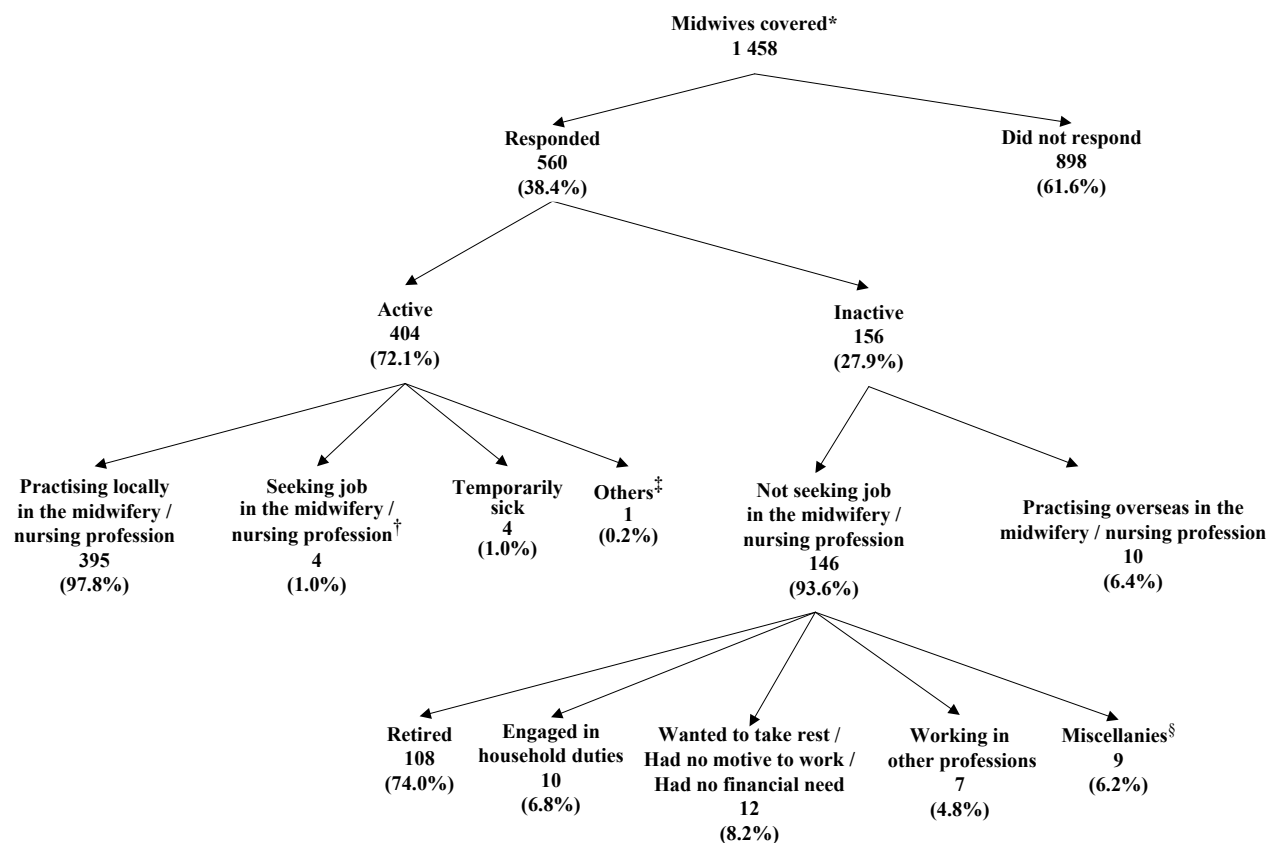 Midwives covered*
1 458
Responded
560
(38.4%)
Did not respond
898
(61.6%)
Active
404
(72.1%)
Inactive
156
(27.9%)
Practising locally
in the midwifery /
nursing profession
395
(97.8%)
Seeking job
in the midwifery /
nursing profession†
4
(1.0%)
Temporarily
sick
4
(1.0%)
Others‡
1
(0.2%)
Not seeking job
in the midwifery /
nursing profession
146
(93.6%)
Practising overseas in the
midwifery / nursing profession
10
(6.4%)
Retired
108
(74.0%)
Engaged in
household duties
10
(6.8%)
Wanted to take rest /
Had no motive to work /
Had no financial need
12
(8.2%)
Working in
other professions
7
(4.8%)
Miscellanies§
9
(6.2%)